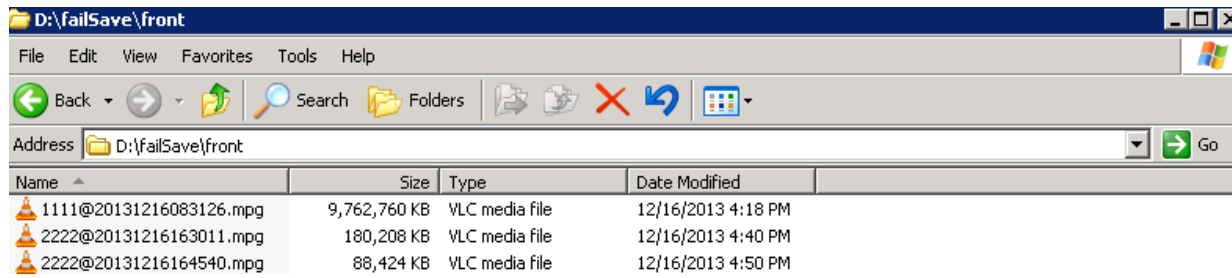 D:\failSave\front
File Edit View Favorites Tools Help
Back Search Folders
Address D:\failSave\front Go
Name Size Type Date Modified
1111@20131216083126.mpg 9,762,760 KB VLC media file 12/16/2013 4:18 PM
2222@20131216163011.mpg 180,208 KB VLC media file 12/16/2013 4:40 PM
2222@20131216164540.mpg 88,424 KB VLC media file 12/16/2013 4:50 PM